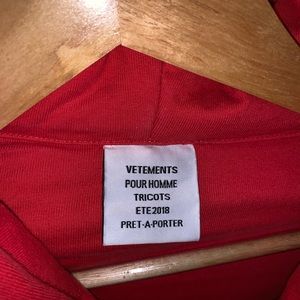 VETEMENTS
POUR HOMME
TRICOTS
ETE2018
PRET-A-PORTER